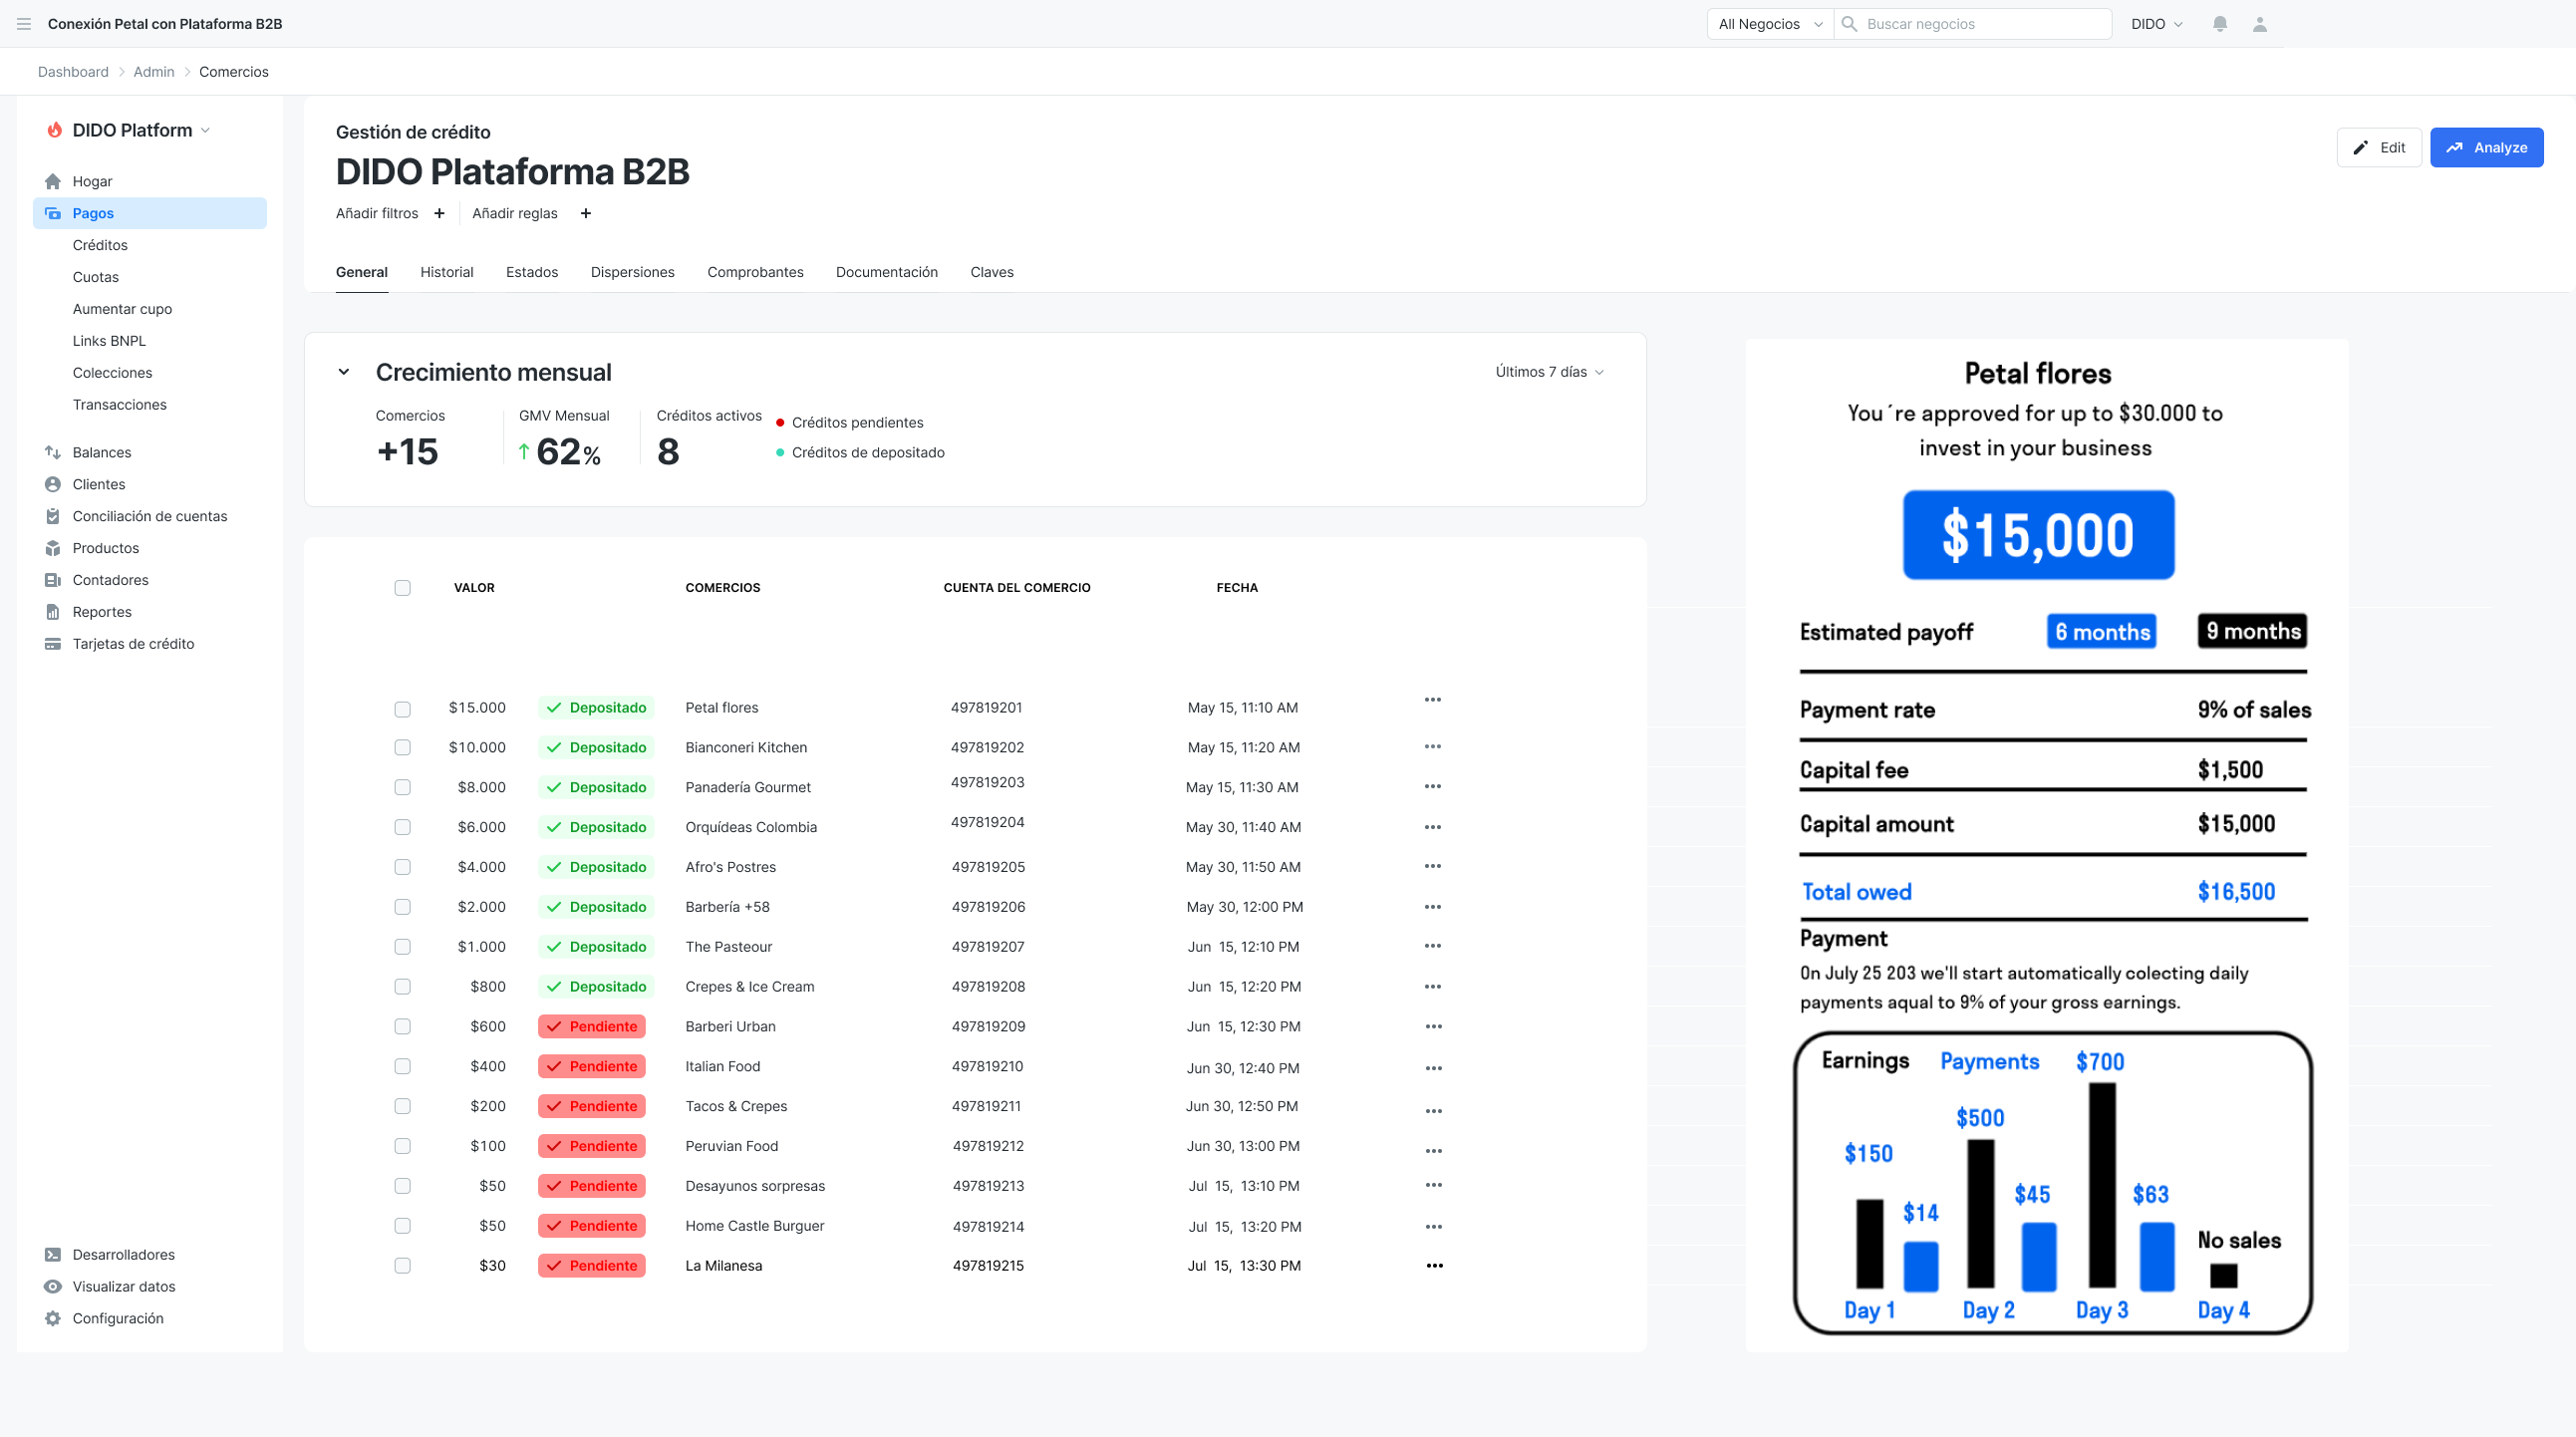 Conexión Petal con Plataforma B2B
All Negocios
Buscar negocios
DIDO
Dashboard > Admin > Comercios
DIDO Platform
Hogar
Pagos
Créditos
Cuotas
Aumentar cupo
Links BNPL
Colecciones
Transacciones
Balances
Clientes
Conciliación de cuentas
Productos
Contadores
Reportes
Tarjetas de crédito
Desarrolladores
Visualizar datos
Configuración
Gestión de crédito
DIDO Plataforma B2B
Añadir filtros + Añadir reglas +
Edit
Analyze
General Historial Estados Dispersiones Comprobantes Documentación Claves
Crecimiento mensual
Últimos 7 días
Comercios
+15
GMV Mensual
62%
Créditos activos
8
Créditos pendientes
Créditos de depositado
VALOR COMERCIOS CUENTA DEL COMERCIO FECHA
$15.000 Depositado Petal flores 497819201 May 15, 11:10 AM
$10.000 Depositado Bianconeri Kitchen 497819202 May 15, 11:20 AM
$8.000 Depositado Panadería Gourmet 497819203 May 15, 11:30 AM
$6.000 Depositado Orquídeas Colombia 497819204 May 30, 11:40 AM
$4.000 Depositado Afro's Postres 497819205 May 30, 11:50 AM
$2.000 Depositado Barbería +58 497819206 May 30, 12:00 PM
$1.000 Depositado The Pasteour 497819207 Jun 15, 12:10 PM
$800 Depositado Crepes & Ice Cream 497819208 Jun 15, 12:20 PM
$600 Pendiente Barberi Urban 497819209 Jun 15, 12:30 PM
$400 Pendiente Italian Food 497819210 Jun 30, 12:40 PM
$200 Pendiente Tacos & Crepes 497819211 Jun 30, 12:50 PM
$100 Pendiente Peruvian Food 497819212 Jun 30, 13:00 PM
$50 Pendiente Desayunos sorpresas 497819213 Jul 15, 13:10 PM
$50 Pendiente Home Castle Burguer 497819214 Jul 15, 13:20 PM
$30 Pendiente La Milanesa 497819215 Jul 15, 13:30 PM
Petal flores
You´re approved for up to $30.000 to
invest in your business
$15,000
Estimated payoff 6 months 9 months
Payment rate 9% of sales
Capital fee $1,500
Capital amount $15,000
Total owed $16,500
Payment
On July 25 203 we'll start automatically colecting daily
payments aqual to 9% of your gross earnings.
Earnings Payments $700
$500
$150
$45 $63
$14
No sales
Day 1 Day 2 Day 3 Day 4